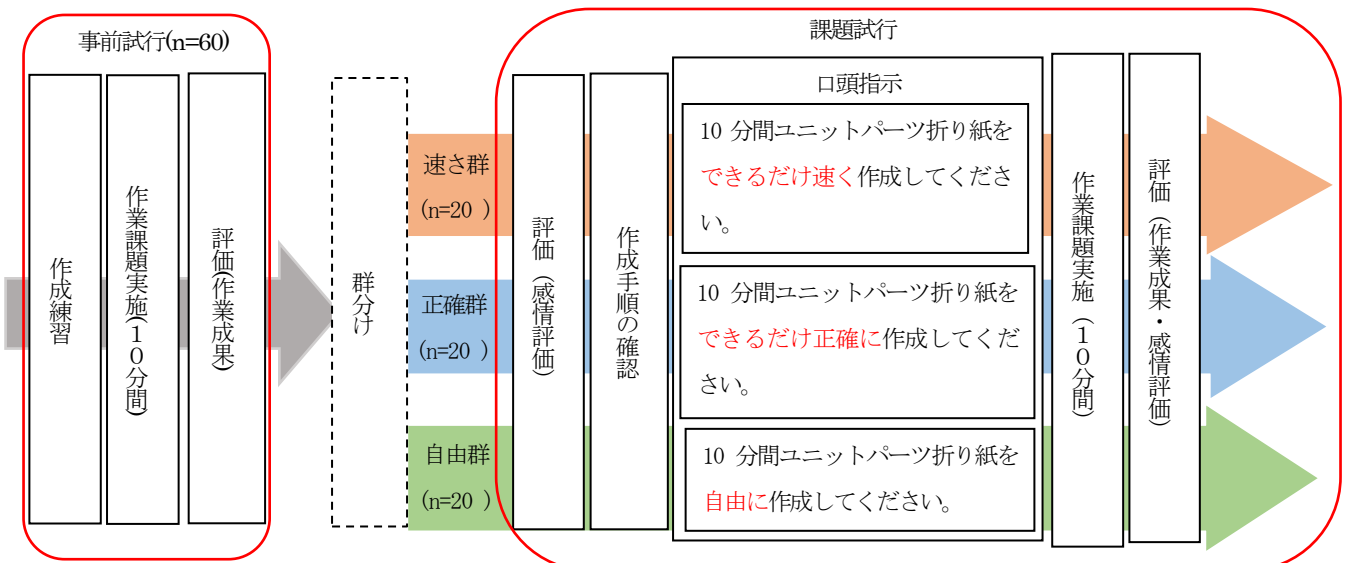 事前試行(n=60)
作成練習
作業課題実施(10分間)
評価(作業成果)
群分け
速さ群
(n=20 )
正確群
(n=20 )
自由群
(n=20 )
課題試行
評価（感情評価）
作成手順の確認
口頭指示
10 分間ユニットパーツ折り紙を
できるだけ速く作成してくださ
い。
10 分間ユニットパーツ折り紙を
できるだけ正確に作成してくだ
さい。
10 分間ユニットパーツ折り紙を
自由に作成してください。
作業課題実施（10分間）
評価（作業成果・感情評価）